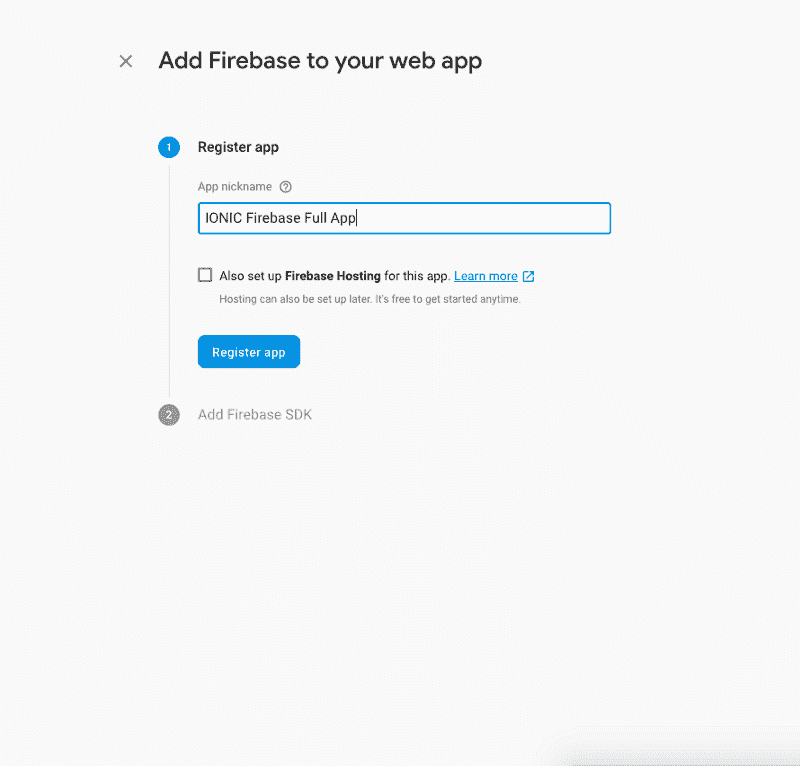 Add Firebase to your web app
1 Register app
App nickname
IONIC Firebase Full App
Also set up Firebase Hosting for this app. Learn more
Hosting can also be set up later. It's free to get started anytime.
Register app
2 Add Firebase SDK